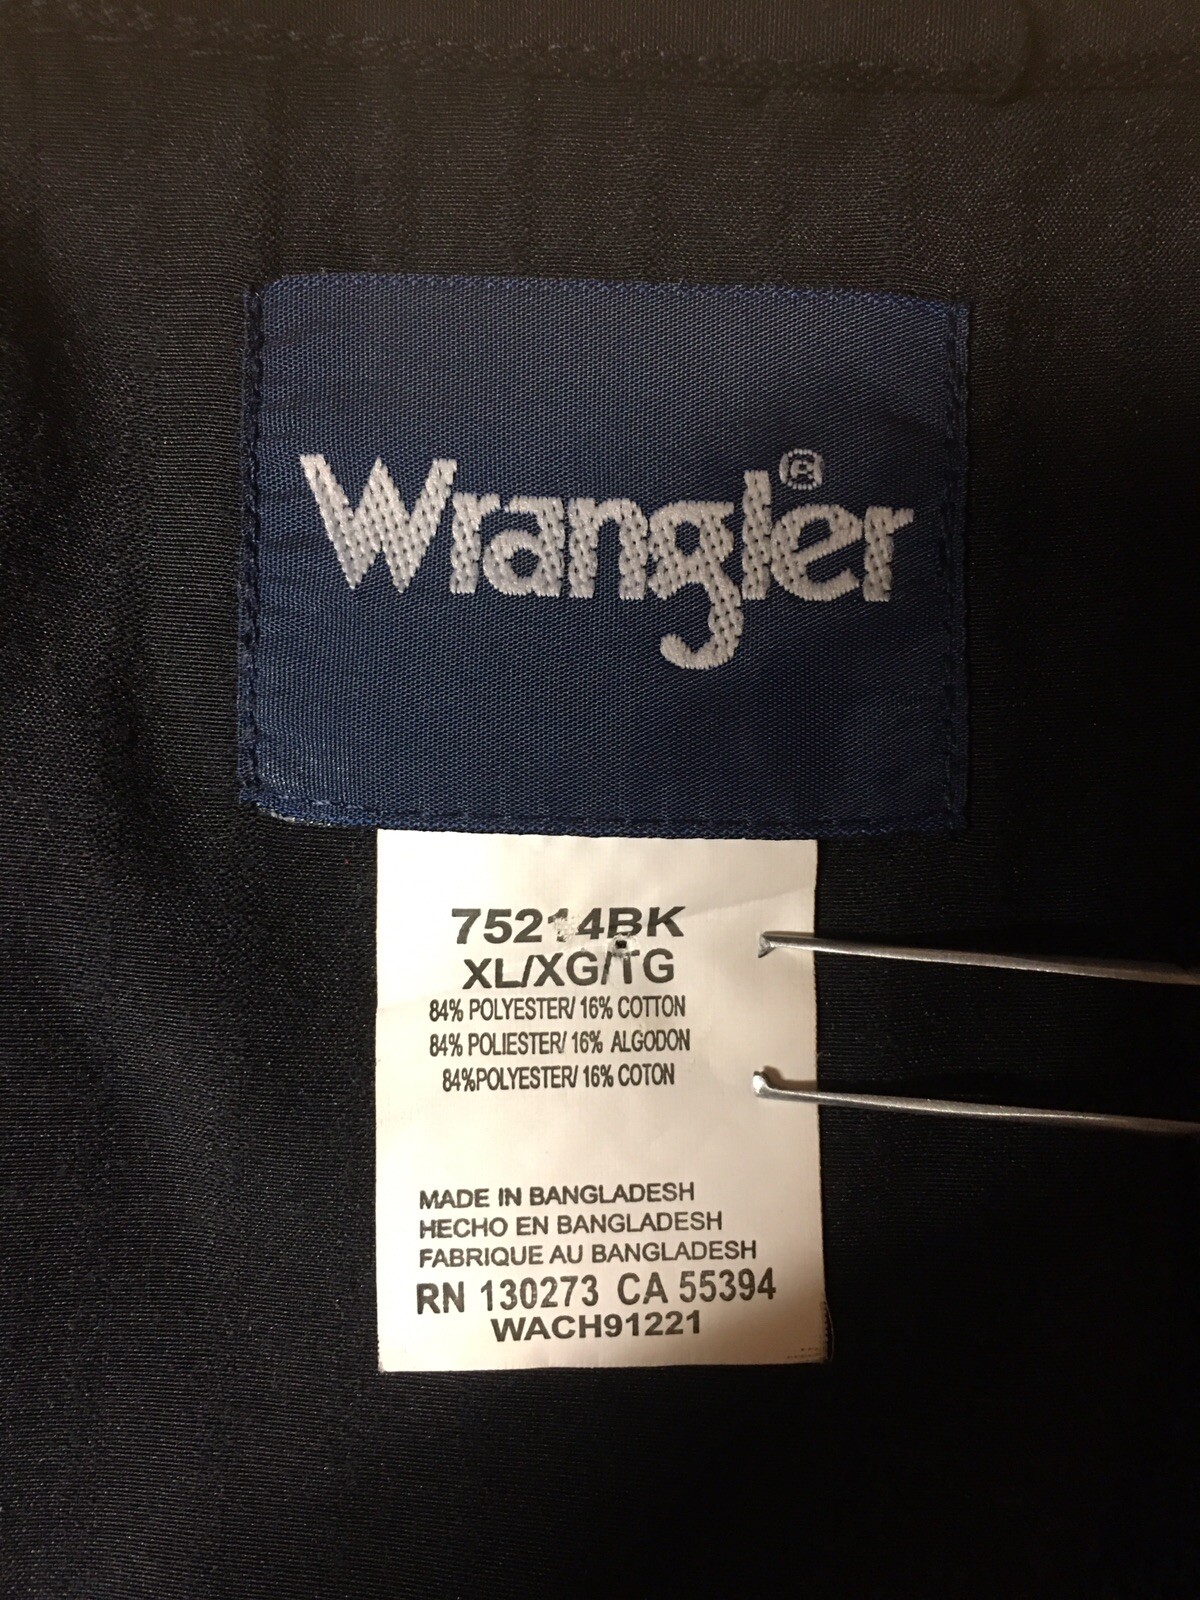 Wrangler®
75214BK
XL/XG/TG
84% POLYESTER/ 16% COTTON
84% POLIESTER/ 16% ALGODON
84%POLYESTER/ 16% COTON
MADE IN BANGLADESH
HECHO EN BANGLADESH
FABRIQUE AU BANGLADESH
RN 130273 CA 55394
WACH91221